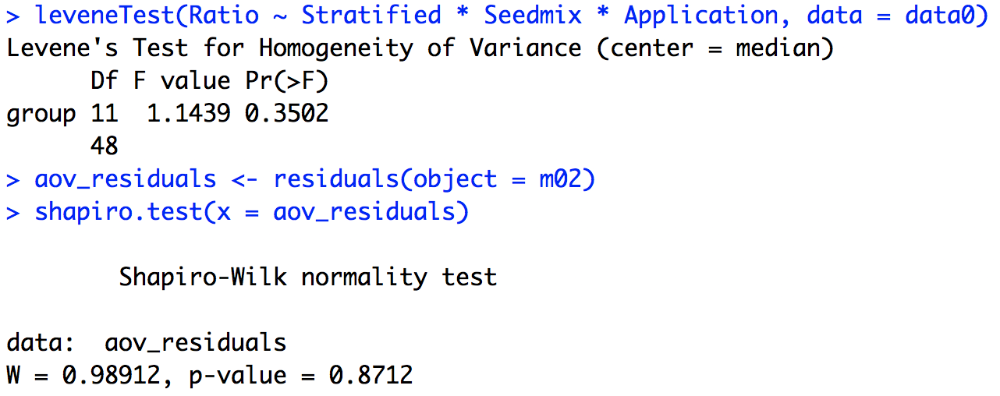 > leveneTest(Ratio ~ Stratified * Seedmix * Application, data = data0)
Levene's Test for Homogeneity of Variance (center = median)
      Df F value Pr(>F)
group 11  1.1439 0.3502
      48
> aov_residuals <- residuals(object = m02)
> shapiro.test(x = aov_residuals)
        Shapiro-Wilk normality test
data:  aov_residuals
W = 0.98912, p-value = 0.8712